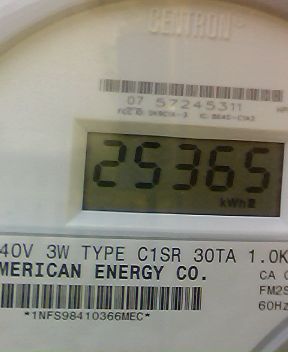 CENTRON
07 57245311
25365
kWh
40V 3W TYPE C1SR 30TA 1.0K
MERICAN ENERGY CO.
CA
FM2S
60Hz
*1NFS98410366MEC*